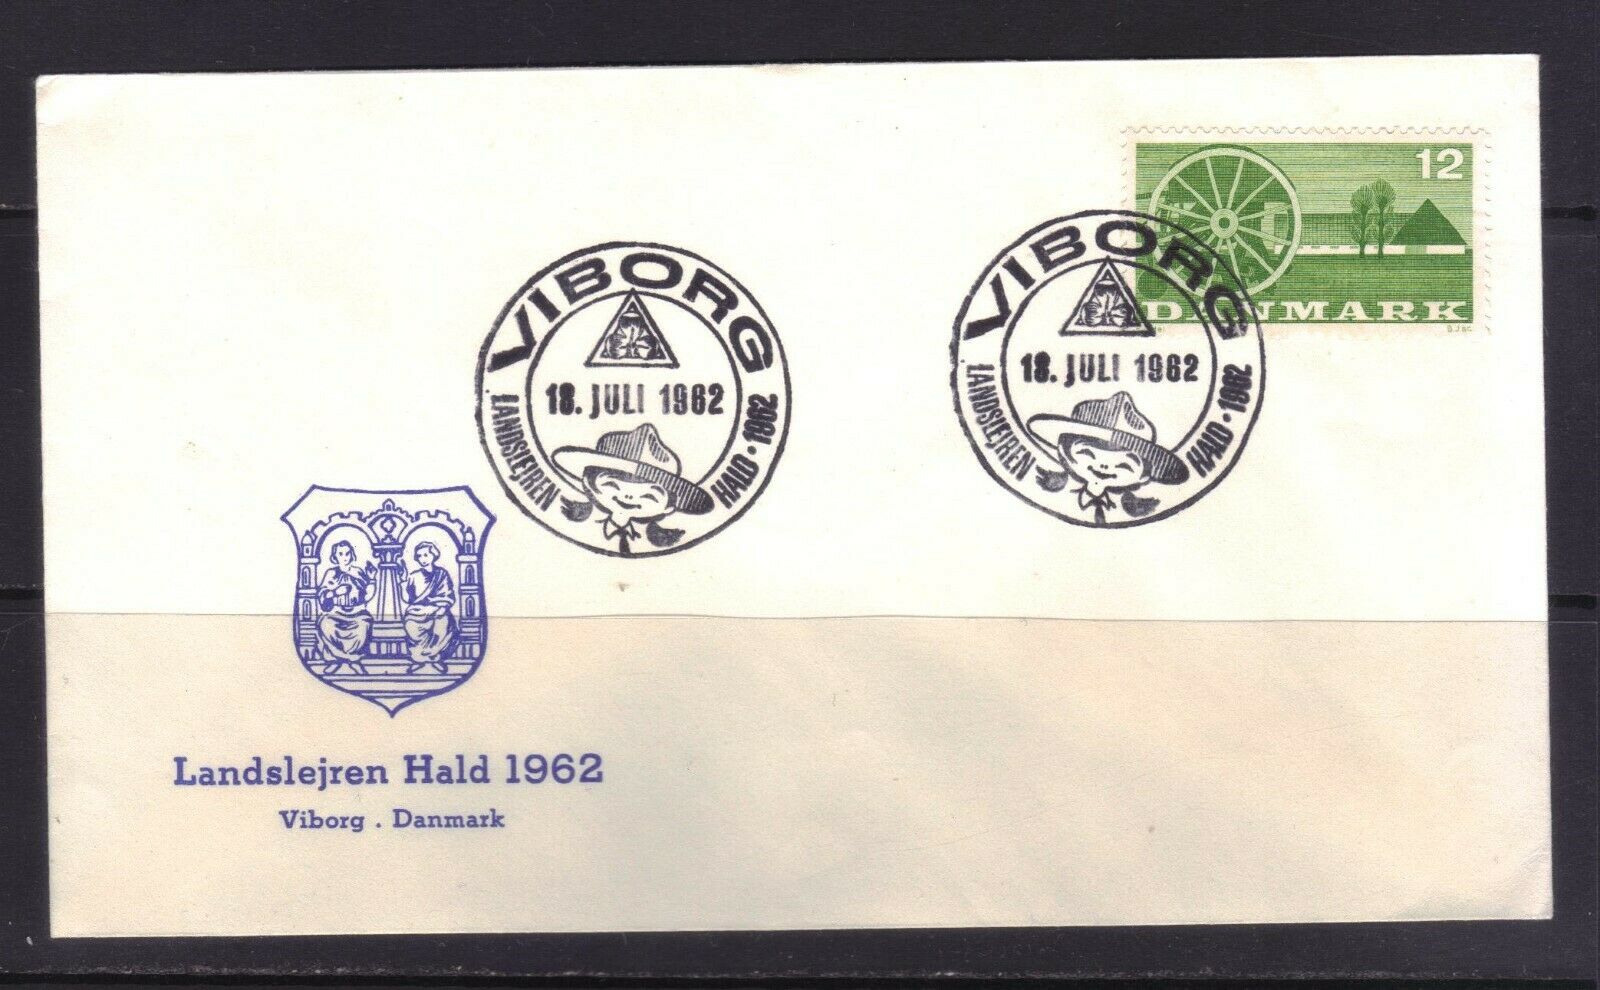 12
DANMARK
VIBORG
18. JULI 1962
LANDSLEJREN HALD · 1962
VIBORG
18. JULI 1962
LANDSLEJREN HALD · 1962
Landslejren Hald 1962
Viborg . Danmark